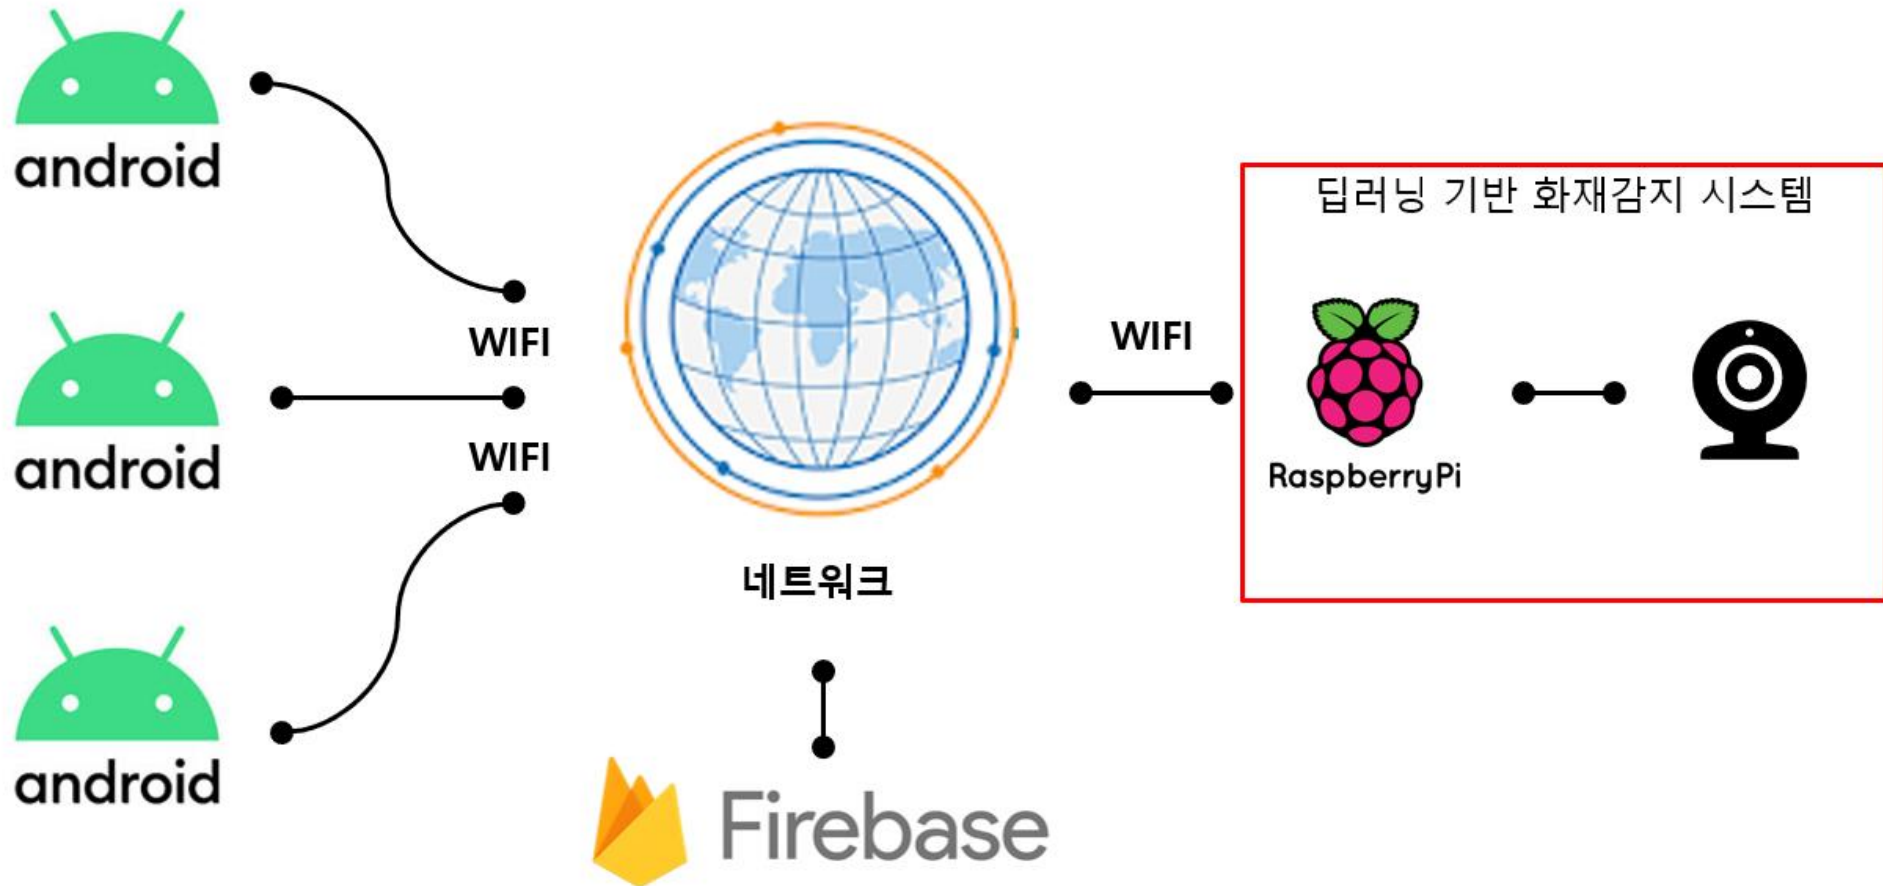 android
android
android
WIFI
WIFI
네트워크
Firebase
WIFI
딥러닝 기반 화재감지 시스템
RaspberryPi